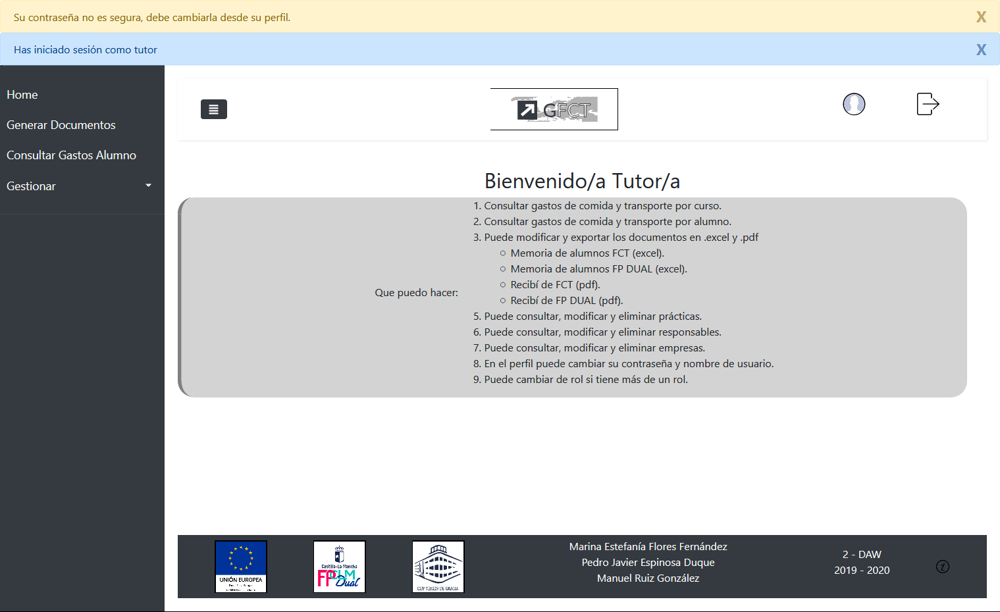 Su contraseña no es segura, debe cambiarla desde su perfil.
X
Has iniciado sesión como tutor
X
Home
Generar Documentos
Consultar Gastos Alumno
Gestionar
GFCT
Bienvenido/a Tutor/a
Que puedo hacer:
1. Consultar gastos de comida y transporte por curso.
2. Consultar gastos de comida y transporte por alumno.
3. Puede modificar y exportar los documentos en .excel y .pdf
Memoria de alumnos FCT (excel).
Memoria de alumnos FP DUAL (excel).
Recibí de FCT (pdf).
Recibí de FP DUAL (pdf).
5. Puede consultar, modificar y eliminar prácticas.
6. Puede consultar, modificar y eliminar responsables.
7. Puede consultar, modificar y eliminar empresas.
8. En el perfil puede cambiar su contraseña y nombre de usuario.
9. Puede cambiar de rol si tiene más de un rol.
UNIÓN EUROPEA
Castilla-La Mancha
FPCLM
Dual
CIFP VIRGEN DE GRACIA
Marina Estefanía Flores Fernández
Pedro Javier Espinosa Duque
Manuel Ruiz González
2 - DAW
2019 - 2020